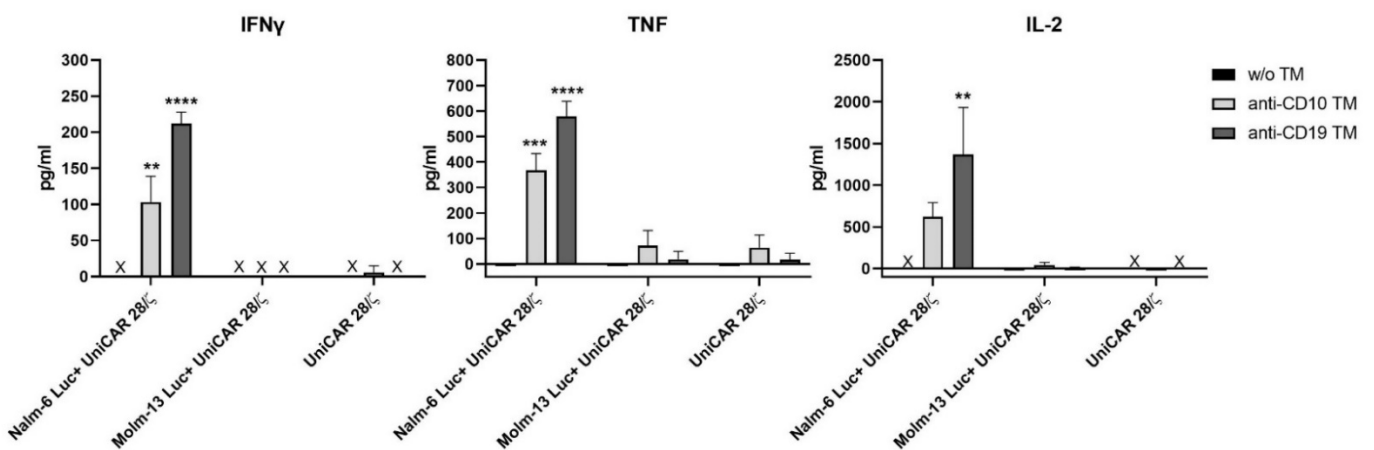 IFNγ
pg/ml
300
250
200
150
100
50
0
X
**
****
X X X
X X
Nalm-6 Luc+ UniCAR 28/ζ
Molm-13 Luc+ UniCAR 28/ζ
UniCAR 28/ζ
TNF
pg/ml
800
700
600
500
400
300
200
100
0
***
****
Nalm-6 Luc+ UniCAR 28/ζ
Molm-13 Luc+ UniCAR 28/ζ
UniCAR 28/ζ
IL-2
pg/ml
2500
2000
1500
1000
500
0
X
**
X X
Nalm-6 Luc+ UniCAR 28/ζ
Molm-13 Luc+ UniCAR 28/ζ
UniCAR 28/ζ
w/o TM
anti-CD10 TM
anti-CD19 TM